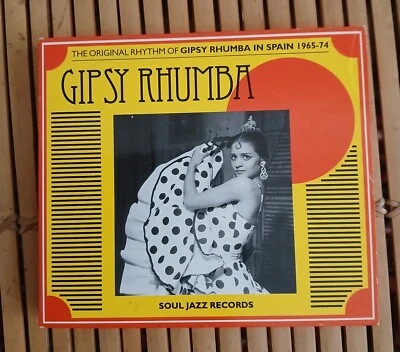 THE ORIGINAL RHYTHM OF GIPSY RHUMBA IN SPAIN 1965-74
GIPSY RHUMBA
SOUL JAZZ RECORDS